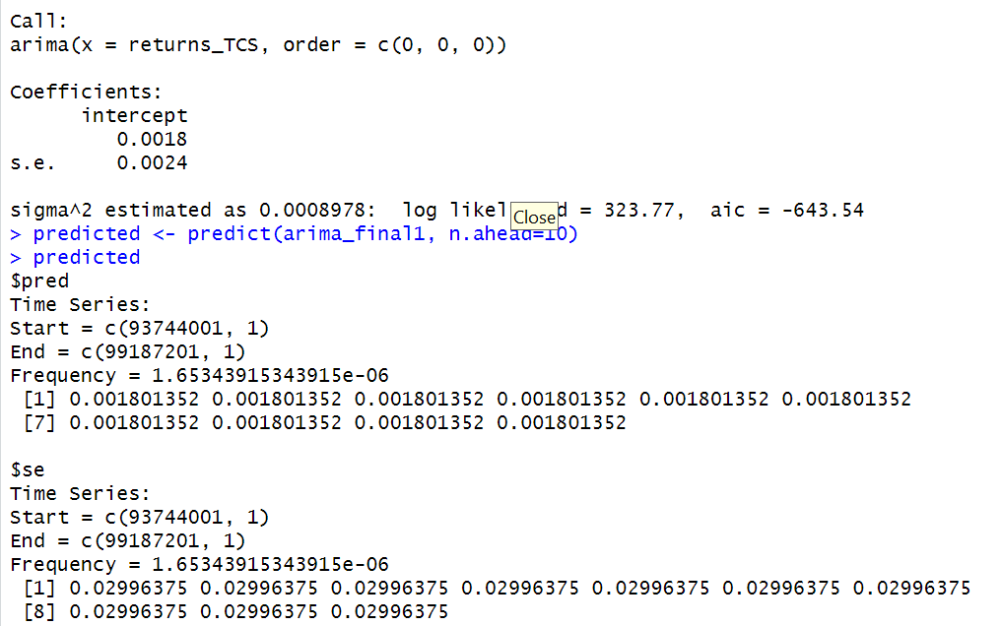 Call:
arima(x = returns_TCS, order = c(0, 0, 0))
Coefficients:
intercept
0.0018
s.e. 0.0024
sigma^2 estimated as 0.0008978: log likel Close d = 323.77, aic = -643.54
> predicted <- predict(arima_final1, n.ahead=10)
> predicted
$pred
Time Series:
Start = c(93744001, 1)
End = c(99187201, 1)
Frequency = 1.65343915343915e-06
[1] 0.001801352 0.001801352 0.001801352 0.001801352 0.001801352 0.001801352
[7] 0.001801352 0.001801352 0.001801352 0.001801352
$se
Time Series:
Start = c(93744001, 1)
End = c(99187201, 1)
Frequency = 1.65343915343915e-06
[1] 0.02996375 0.02996375 0.02996375 0.02996375 0.02996375 0.02996375 0.02996375
[8] 0.02996375 0.02996375 0.02996375